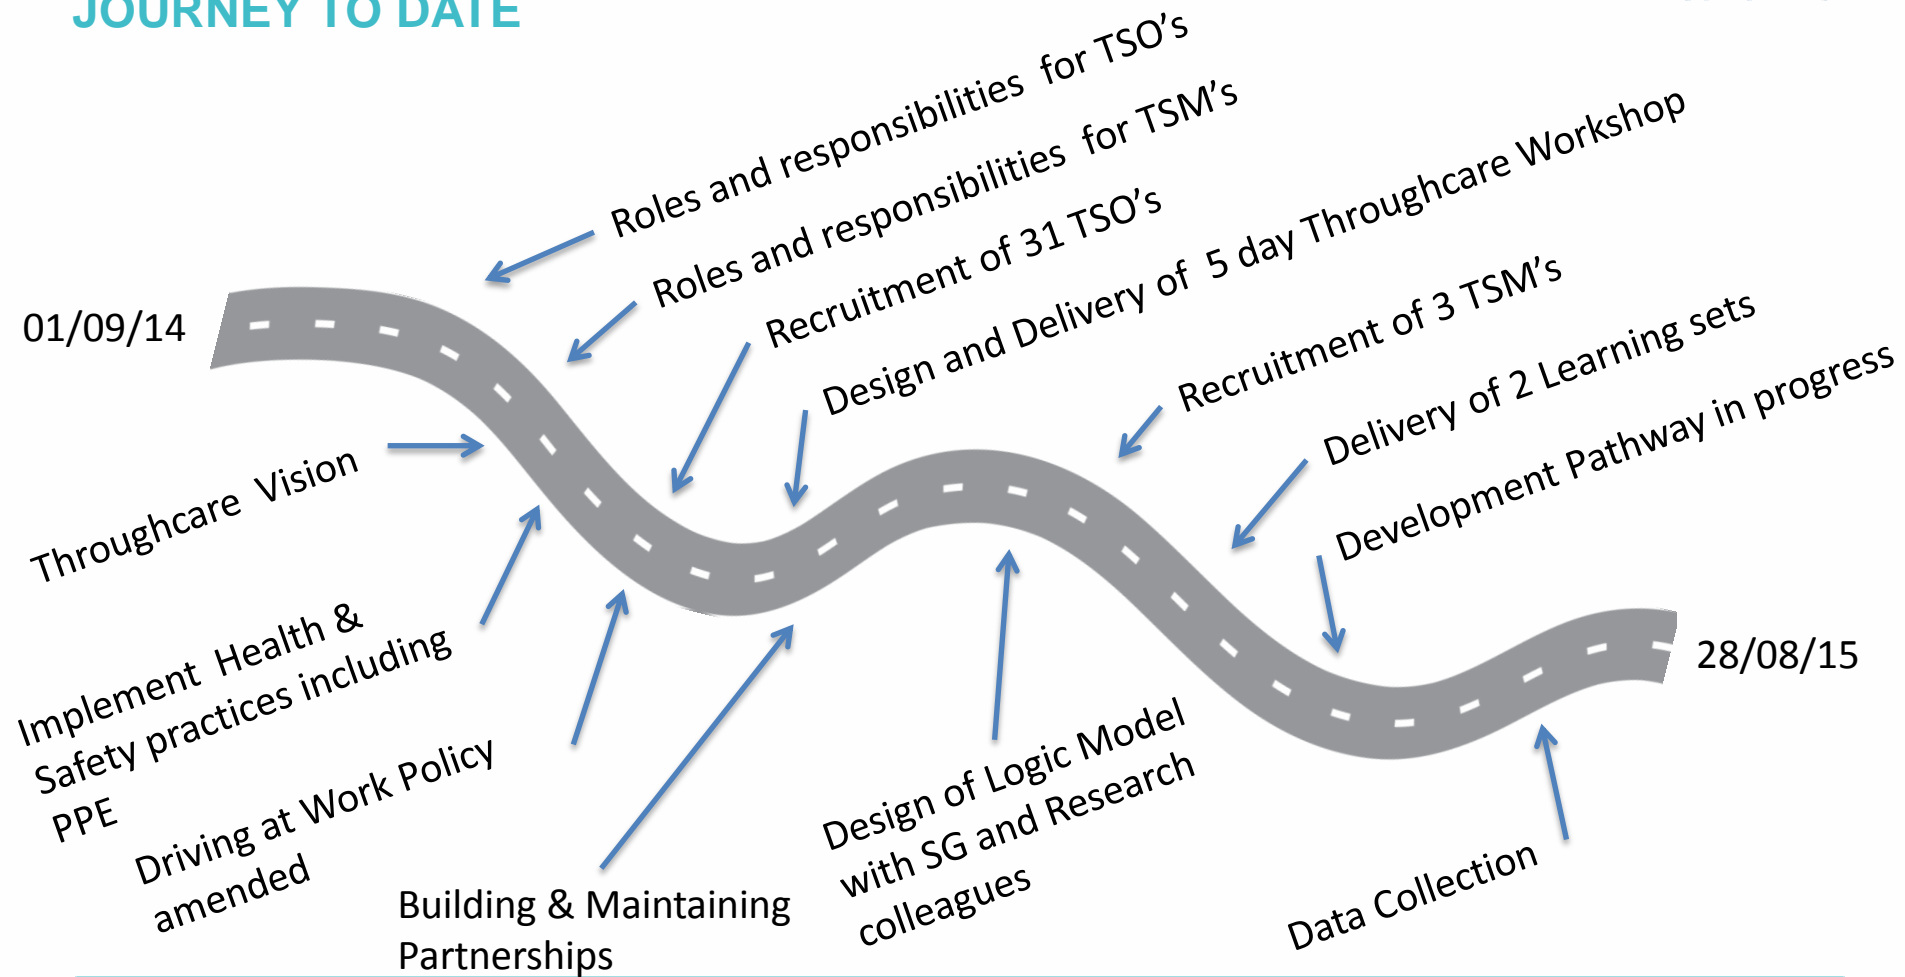 JOURNEY TO DATE
Roles and responsibilities for TSO's
Roles and responsibilities for TSM's
Recruitment of 31 TSO's
Design and Delivery of 5 day Throughcare Workshop
Recruitment of 3 TSM's
Delivery of 2 Learning sets
Development Pathway in progress
01/09/14
28/08/15
Throughcare Vision
Implement Health &
Safety practices including
PPE
Driving at Work Policy
amended
Building & Maintaining
Partnerships
Design of Logic Model
with SG and Research
colleagues
Data Collection